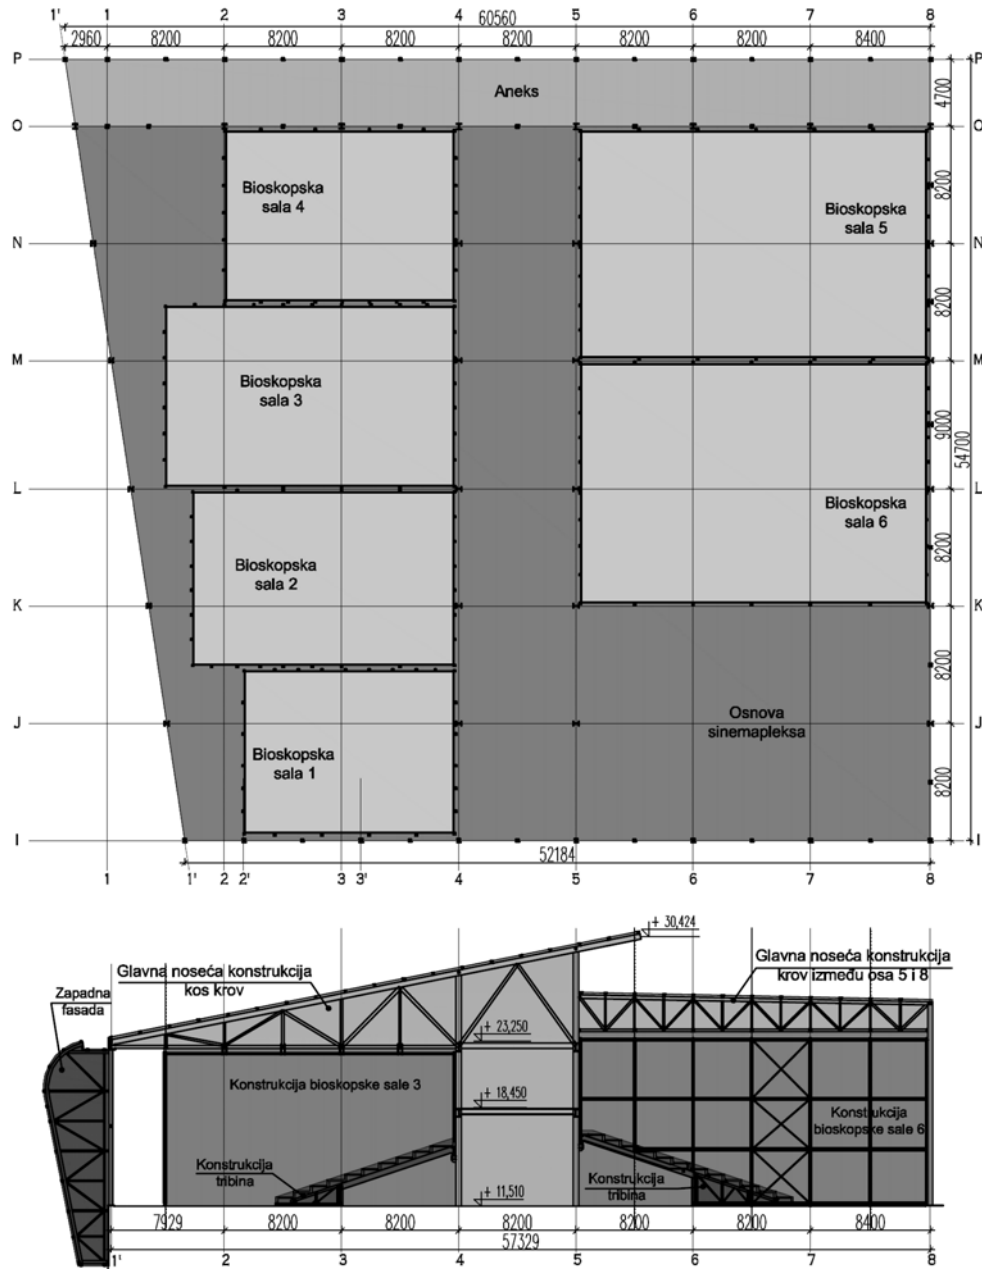 1' 1 2 3 4 5 6 7 8
60560
2960 8200 8200 8200 8200 8200 8200 8400
P P
Aneks
4700
O O
Bioskopska
sala 4
Bioskopska
sala 5
8200
N N
8200
M M
Bioskopska
sala 3
9000
54700
L L
Bioskopska
sala 6
8200
Bioskopska
sala 2
K K
8200
Osnova
sinemapleksa
J J
Bioskopska
sala 1
8200
I I
52184
1 1' 2 2' 3 3' 4 5 6 7 8
+ 30,424
Glavna noseća konstrukcija
kos krov
Glavna noseća konstrukcija
krov između osa 5 i 8
Zapadna
fasada
+ 23,250
Konstrukcija bioskopske sale 3
+ 18,450
Konstrukcija
bioskopske sale 6
Konstrukcija
tribina
Konstrukcija
tribina
+ 11,510
7929 8200 8200 8200 8200 8200 8400
57329
1' 2 3 4 5 6 7 8